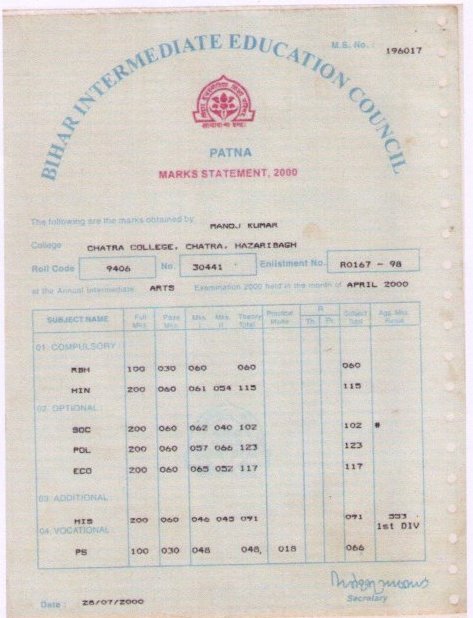 M.S. No. : 196017
BIHAR INTERMEDIATE EDUCATION COUNCIL
PATNA
MARKS STATEMENT, 2000
The following are the marks obtained by MANOJ KUMAR
College CHATRA COLLEGE, CHATRA, HAZARIBAGH
Roll Code 9406 No. 30441 Enlistment No. R0167 - 98
at the Annual Intermediate ARTS Examination 2000 held in the month of APRIL 2000
SUBJECT NAME Full Mks. Pass Mks. Mks. I Mks. II Theory Total Practical Marks R Th. Pr. Subject Total Agg. Mks. Result
01. COMPULSORY
RBH 100 030 060 060 060
HIN 200 060 061 054 115 115
02. OPTIONAL
SOC 200 060 062 040 102 102 #
POL 200 060 057 066 123 123
ECO 200 060 065 052 117 117
03. ADDITIONAL
HIS 200 060 046 045 091 091 533
04. VOCATIONAL 1st DIV
PS 100 030 048 048, 018 066
Secretary
Date : 28/07/2000